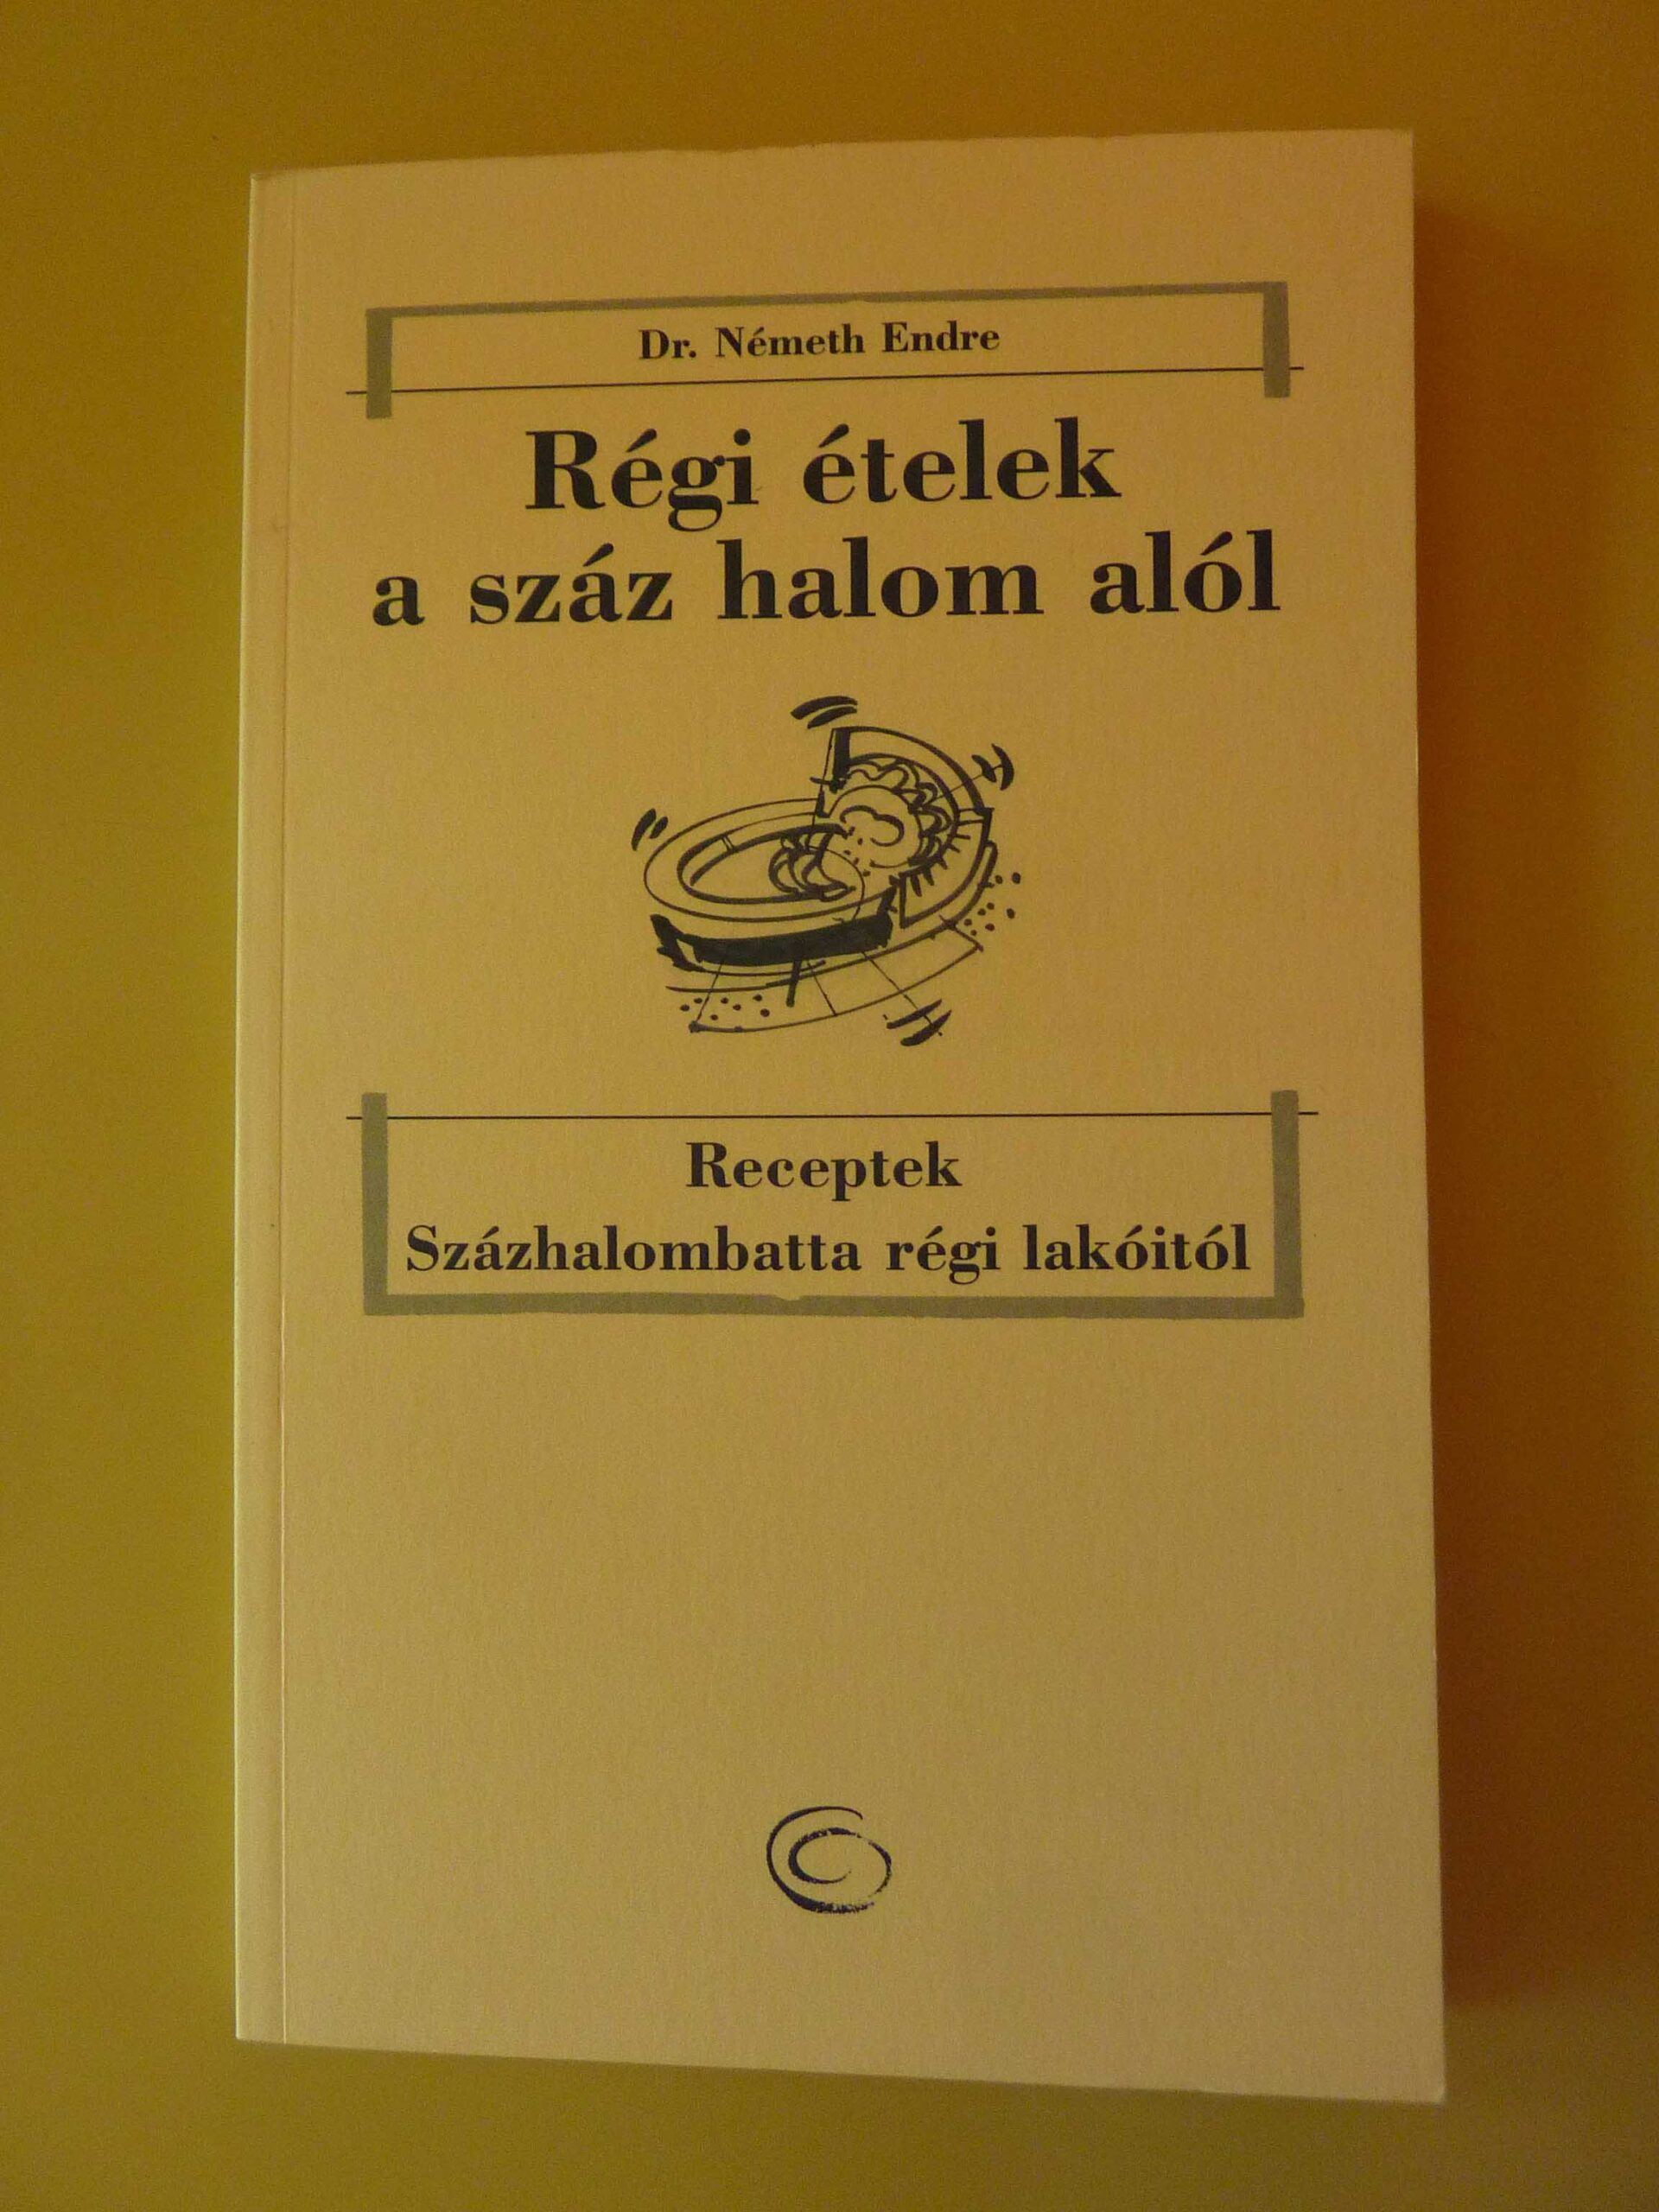 Dr. Németh Endre
Régi ételek
a száz halom alól
Receptek
Százhalombatta régi lakóitól